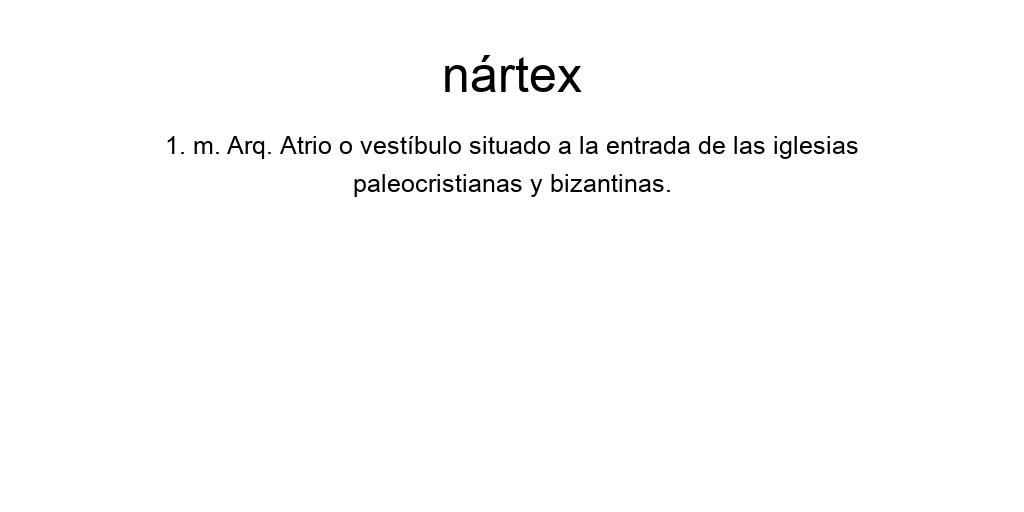 nártex
1. m. Arq. Atrio o vestíbulo situado a la entrada de las iglesias
paleocristianas y bizantinas.